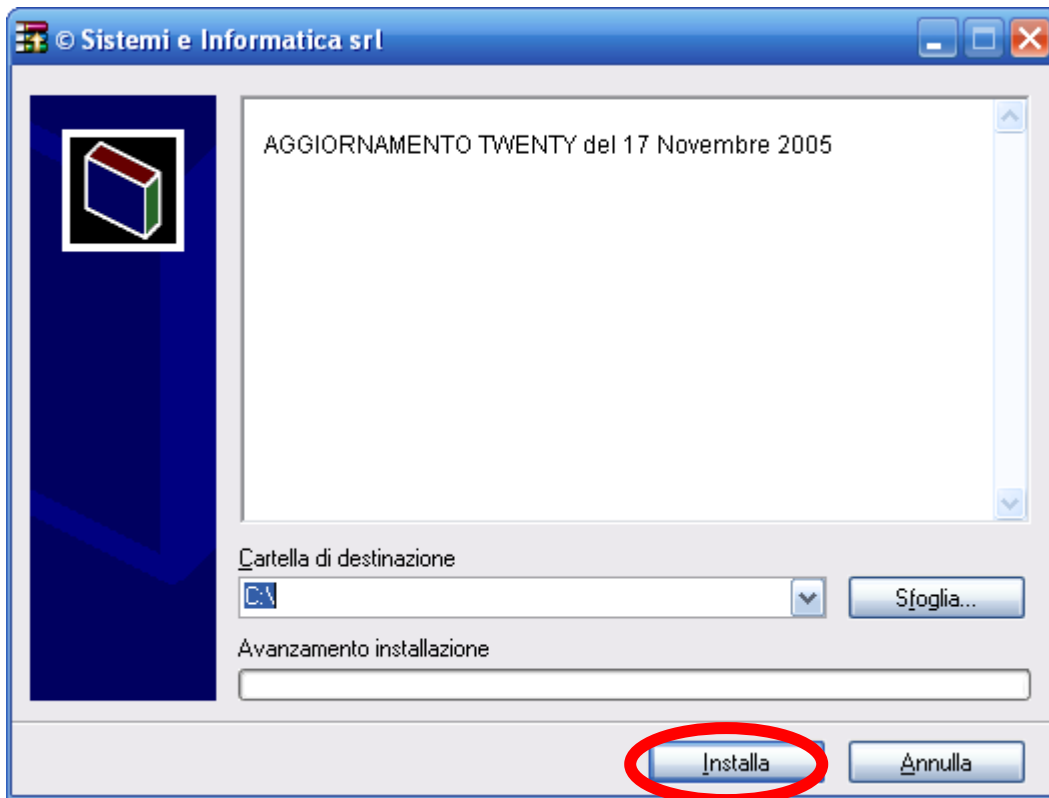 © Sistemi e Informatica srl
AGGIORNAMENTO TWENTY del 17 Novembre 2005
Cartella di destinazione
C:\
Sfoglia...
Avanzamento installazione
Installa
Annulla